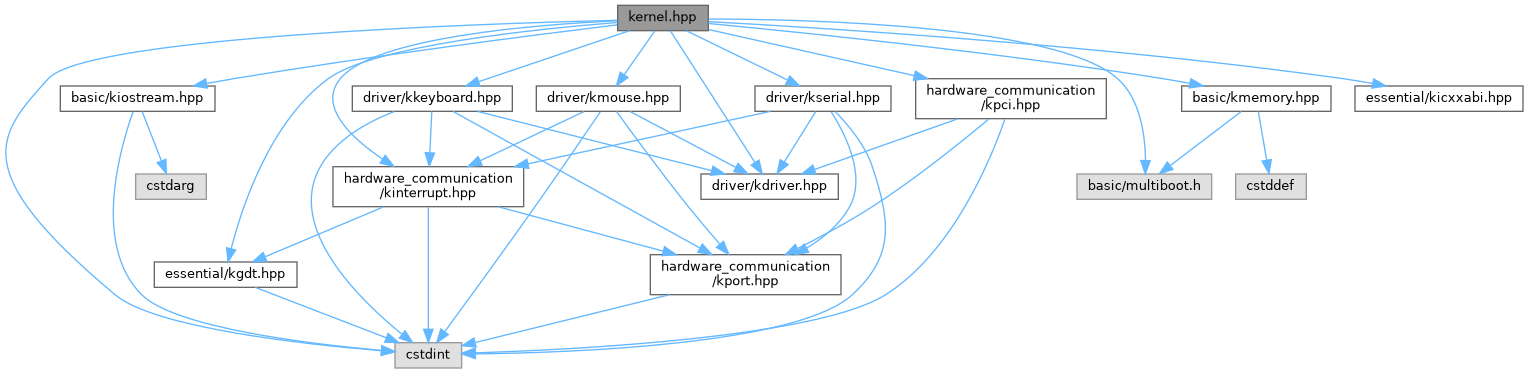 kernel.hpp
basic/kiostream.hpp
driver/kkeyboard.hpp
driver/kmouse.hpp
driver/kserial.hpp
hardware_communication
/kpci.hpp
basic/kmemory.hpp
essential/kicxxabi.hpp
cstdarg
hardware_communication
/kinterrupt.hpp
driver/kdriver.hpp
basic/multiboot.h
cstddef
essential/kgdt.hpp
hardware_communication
/kport.hpp
cstdint